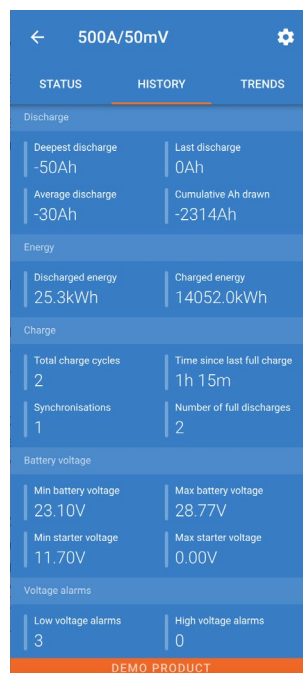 500A/50mV
STATUS HISTORY TRENDS
Discharge
Deepest discharge Last discharge
-50Ah 0Ah
Average discharge Cumulative Ah drawn
-30Ah -2314Ah
Energy
Discharged energy Charged energy
25.3kWh 14052.0kWh
Charge
Total charge cycles Time since last full charge
2 1h 15m
Synchronisations Number of full discharges
1 2
Battery voltage
Min battery voltage Max battery voltage
23.10V 28.77V
Min starter voltage Max starter voltage
11.70V 0.00V
Voltage alarms
Low voltage alarms High voltage alarms
3 0
DEMO PRODUCT